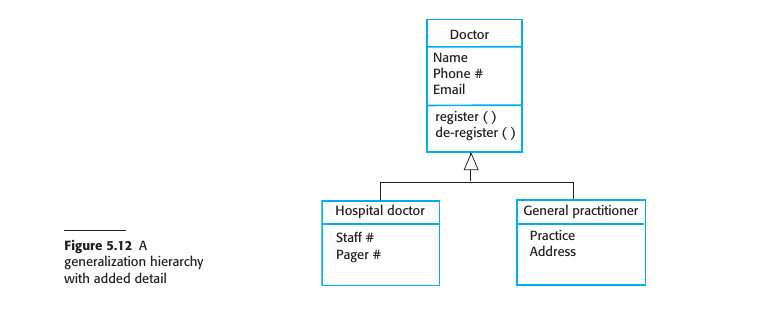 Doctor
Name
Phone #
Email
register ( )
de-register ( )
Hospital doctor
Staff #
Pager #
General practitioner
Practice
Address
Figure 5.12 A
generalization hierarchy
with added detail